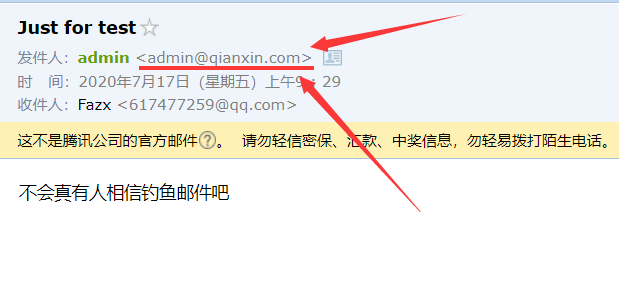 Just for test
发件人：admin <admin@qianxin.com>
时 间：2020年7月17日（星期五）上午9：29
收件人：Fazx <617477259@qq.com>
这不是腾讯公司的官方邮件?。 请勿轻信密保、汇款、中奖信息，勿轻易拨打陌生电话。
不会真有人相信钓鱼邮件吧